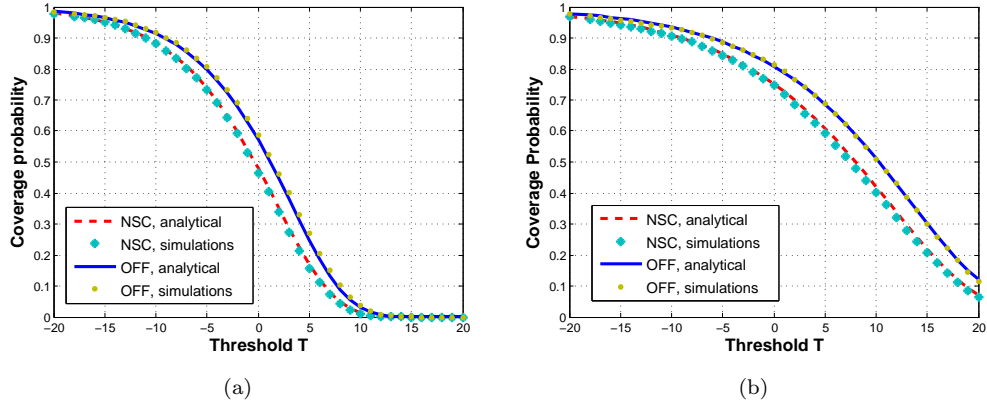 1
0.9
0.8
0.7
0.6
0.5
0.4
0.3
0.2
0.1
0
Coverage probability
NSC, analytical
NSC, simulations
OFF, analytical
OFF, simulations
−20 −15 −10 −5 0 5 10 15 20
Threshold T
(a)
1
0.9
0.8
0.7
0.6
0.5
0.4
0.3
0.2
0.1
0
Coverage Probability
NSC, analytical
NSC, simulations
OFF, analytical
OFF, simulations
−20 −15 −10 −5 0 5 10 15 20
Threshold T
(b)